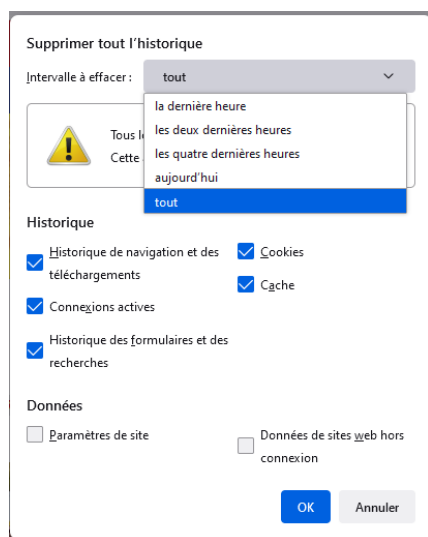 Supprimer tout l’historique
Intervalle à effacer : tout
la dernière heure
les deux dernières heures
les quatre dernières heures
aujourd’hui
tout
Tous
Cette
Historique
Historique de navigation et des
téléchargements
Cookies
Cache
Connexions actives
Historique des formulaires et des
recherches
Données
Paramètres de site
Données de sites web hors
connexion
OK
Annuler